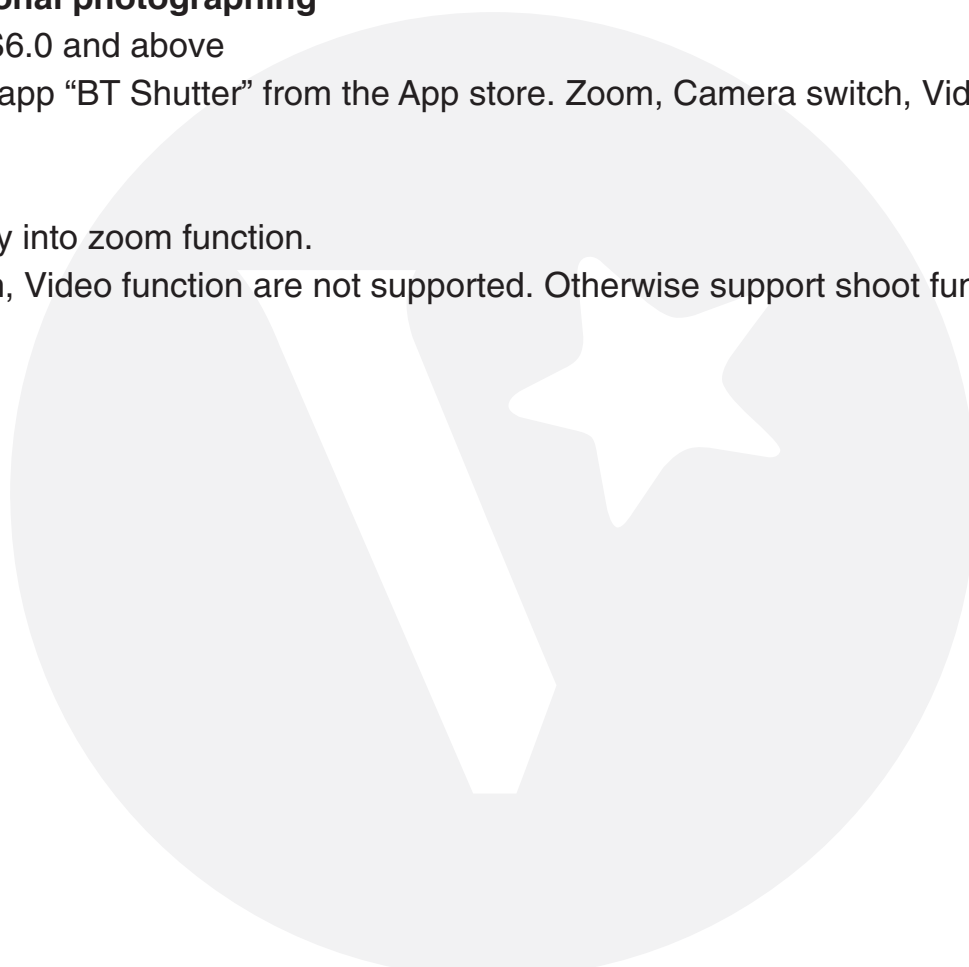 onal photographing
S6.0 and above
app “BT Shutter” from the App store. Zoom, Camera switch, Vid
y into zoom function.
, Video function are not supported. Otherwise support shoot fun